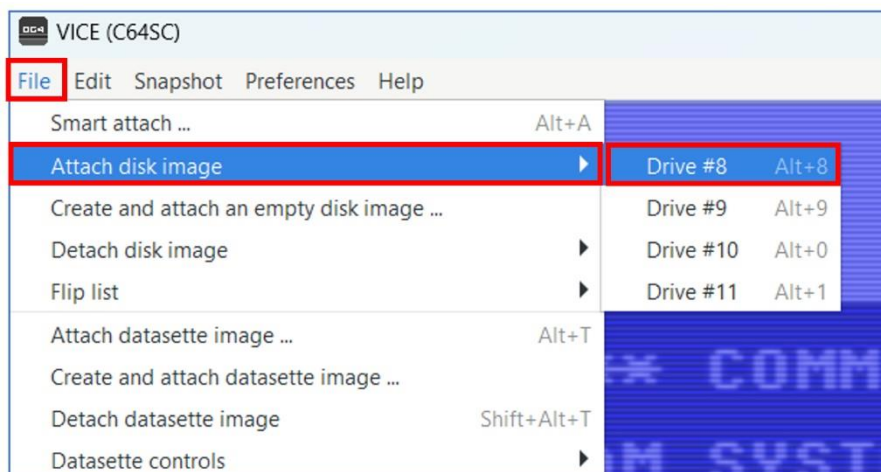 VICE (C64SC)
File Edit Snapshot Preferences Help
Smart attach ... Alt+A
Attach disk image Drive #8 Alt+8
Create and attach an empty disk image ... Drive #9 Alt+9
Detach disk image Drive #10 Alt+0
Flip list Drive #11 Alt+1
Attach datasette image ... Alt+T
Create and attach datasette image ...
COMM
Detach datasette image Shift+Alt+T
Datasette controls
M SYST